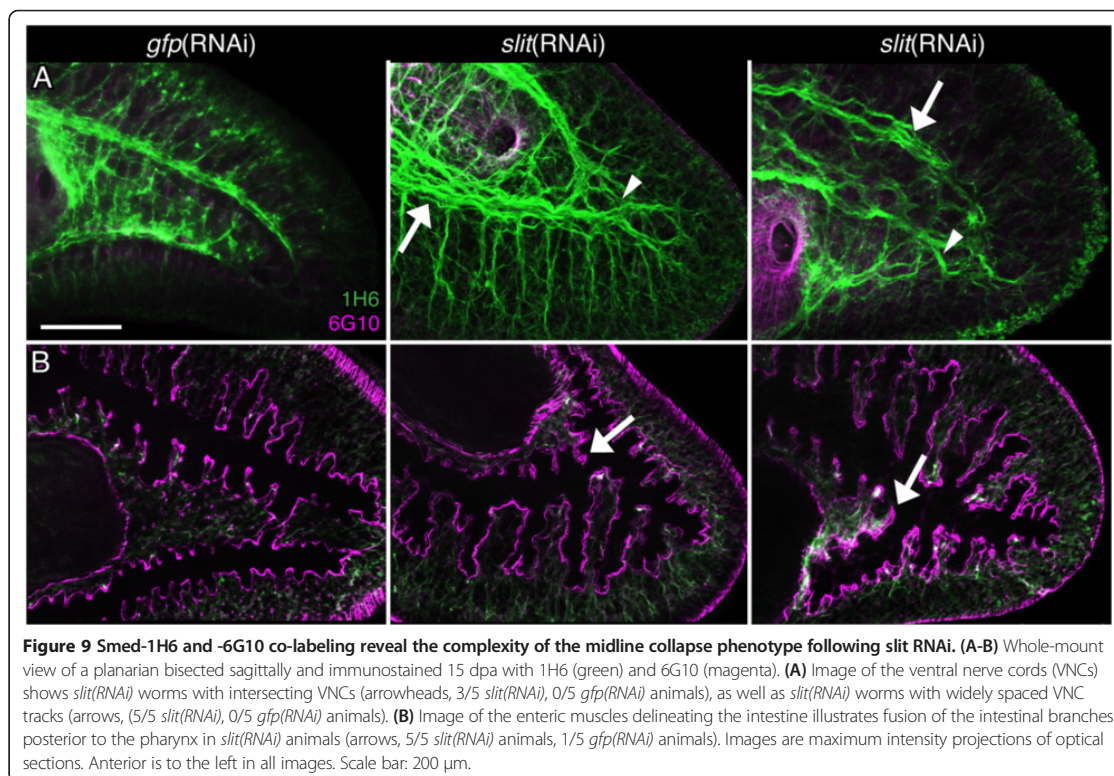 gfp(RNAi) slit(RNAi) slit(RNAi)
A
1H6
6G10
B
Figure 9 Smed-1H6 and -6G10 co-labeling reveal the complexity of the midline collapse phenotype following slit RNAi. (A-B) Whole-mount
view of a planarian bisected sagittally and immunostained 15 dpa with 1H6 (green) and 6G10 (magenta). (A) Image of the ventral nerve cords (VNCs)
shows slit(RNAi) worms with intersecting VNCs (arrowheads, 3/5 slit(RNAi), 0/5 gfp(RNAi) animals), as well as slit(RNAi) worms with widely spaced VNC
tracks (arrows, (5/5 slit(RNAi), 0/5 gfp(RNAi) animals). (B) Image of the enteric muscles delineating the intestine illustrates fusion of the intestinal branches
posterior to the pharynx in slit(RNAi) animals (arrows, 5/5 slit(RNAi) animals, 1/5 gfp(RNAi) animals). Images are maximum intensity projections of optical
sections. Anterior is to the left in all images. Scale bar: 200 μm.